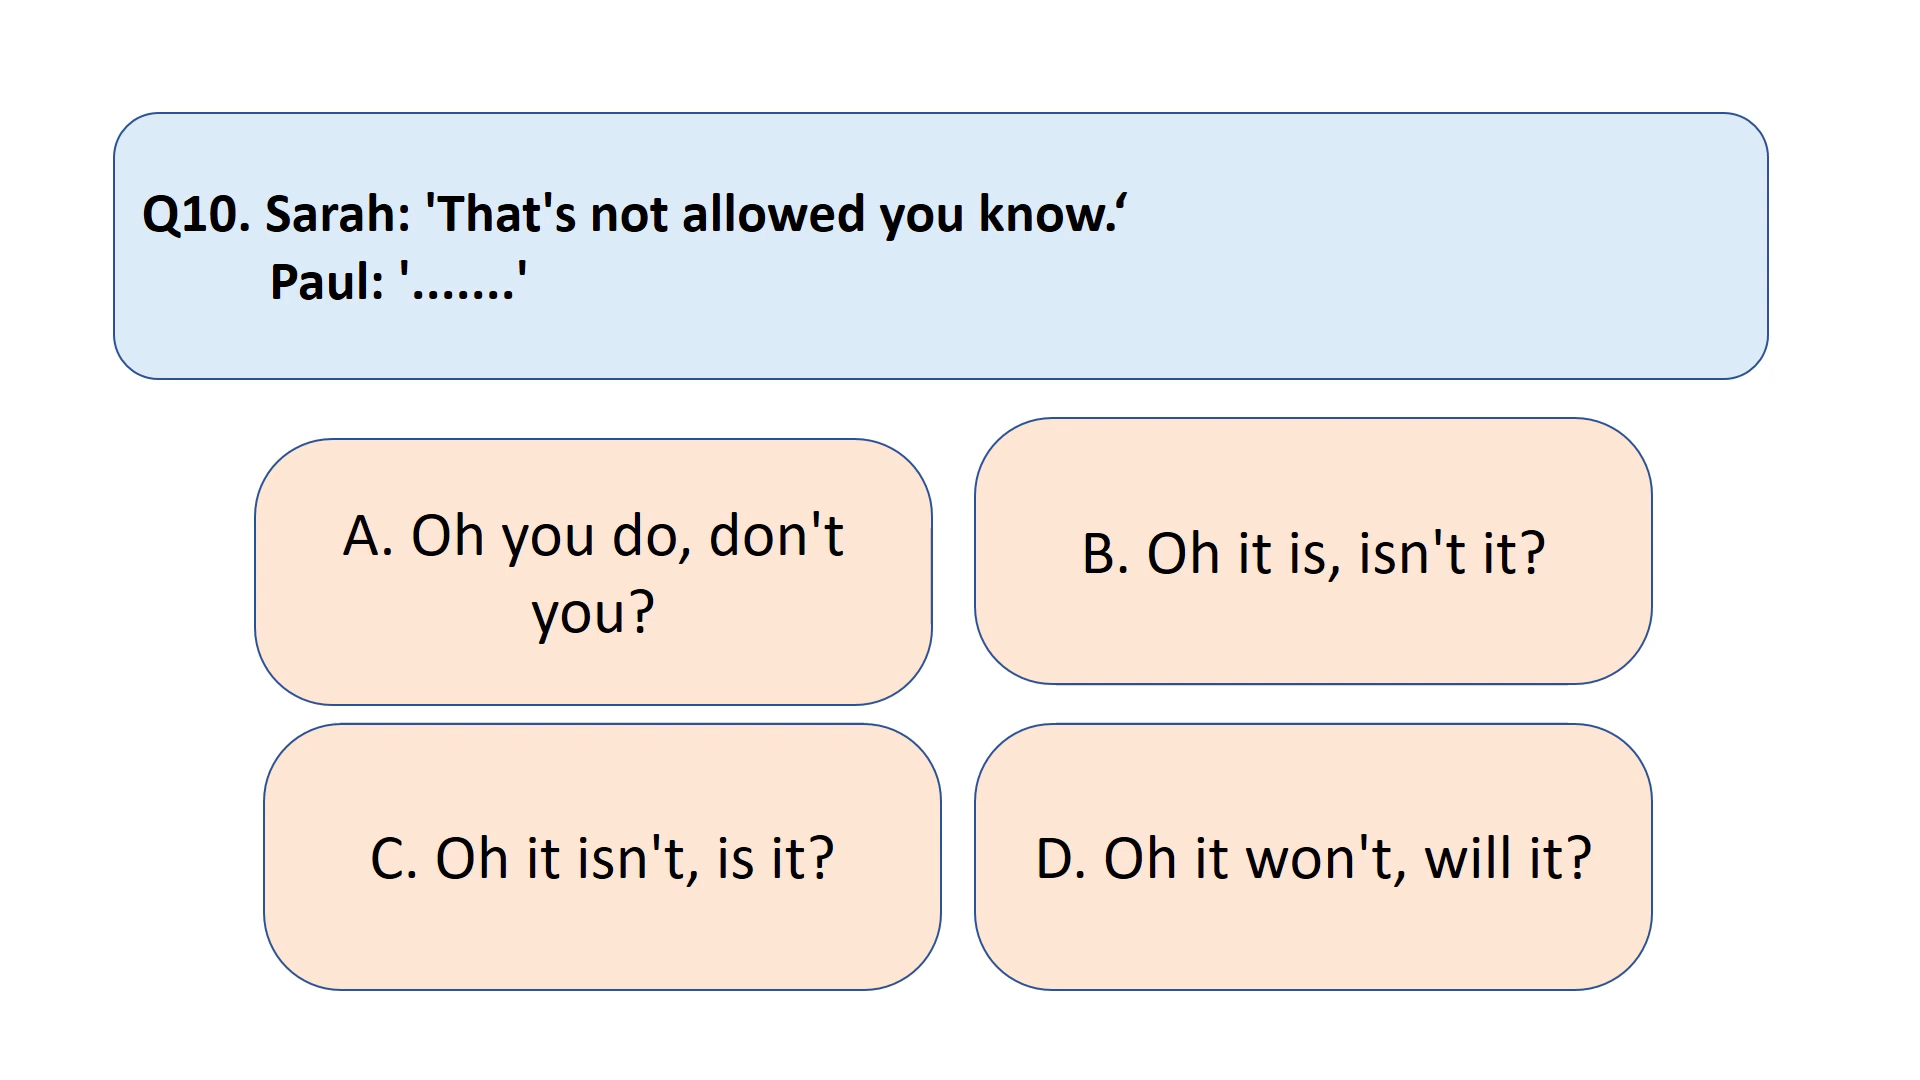 Q10. Sarah: 'That's not allowed you know.‘
Paul: '.......'
A. Oh you do, don't
you?
B. Oh it is, isn't it?
C. Oh it isn't, is it?
D. Oh it won't, will it?